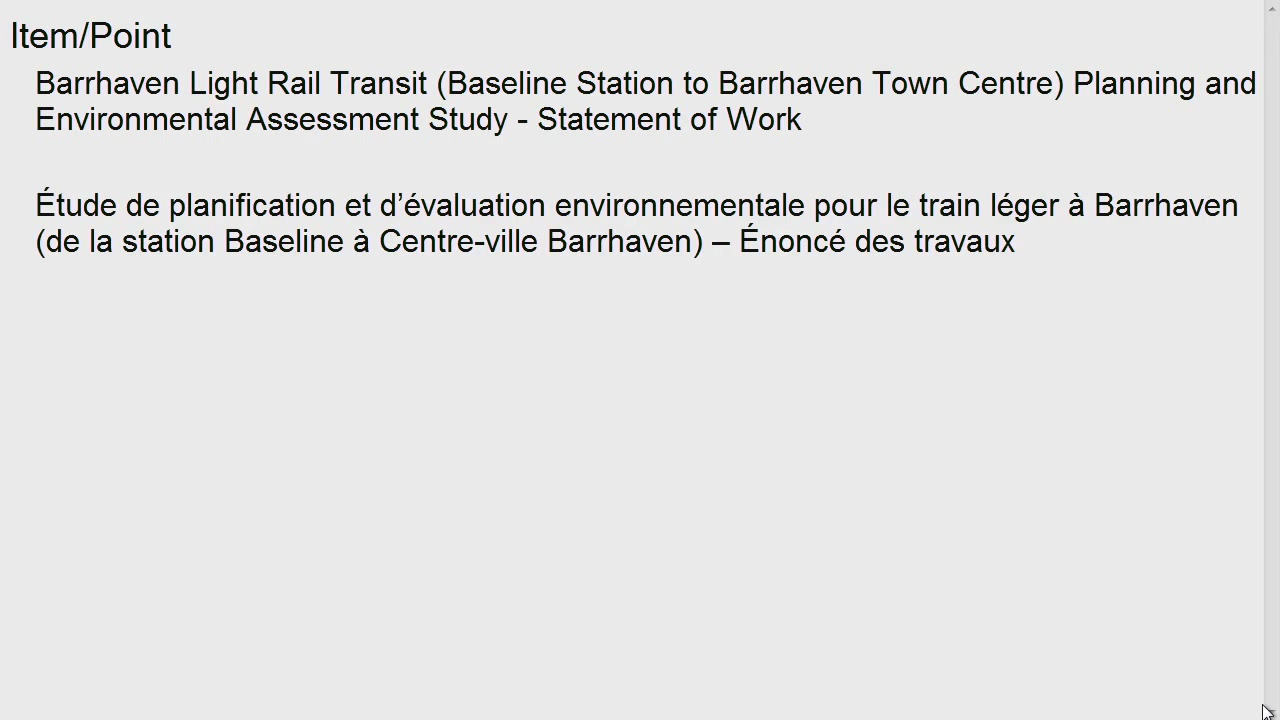 Item/Point
Barrhaven Light Rail Transit (Baseline Station to Barrhaven Town Centre) Planning and
Environmental Assessment Study - Statement of Work
Étude de planification et d’évaluation environnementale pour le train léger à Barrhaven
(de la station Baseline à Centre-ville Barrhaven) – Énoncé des travaux